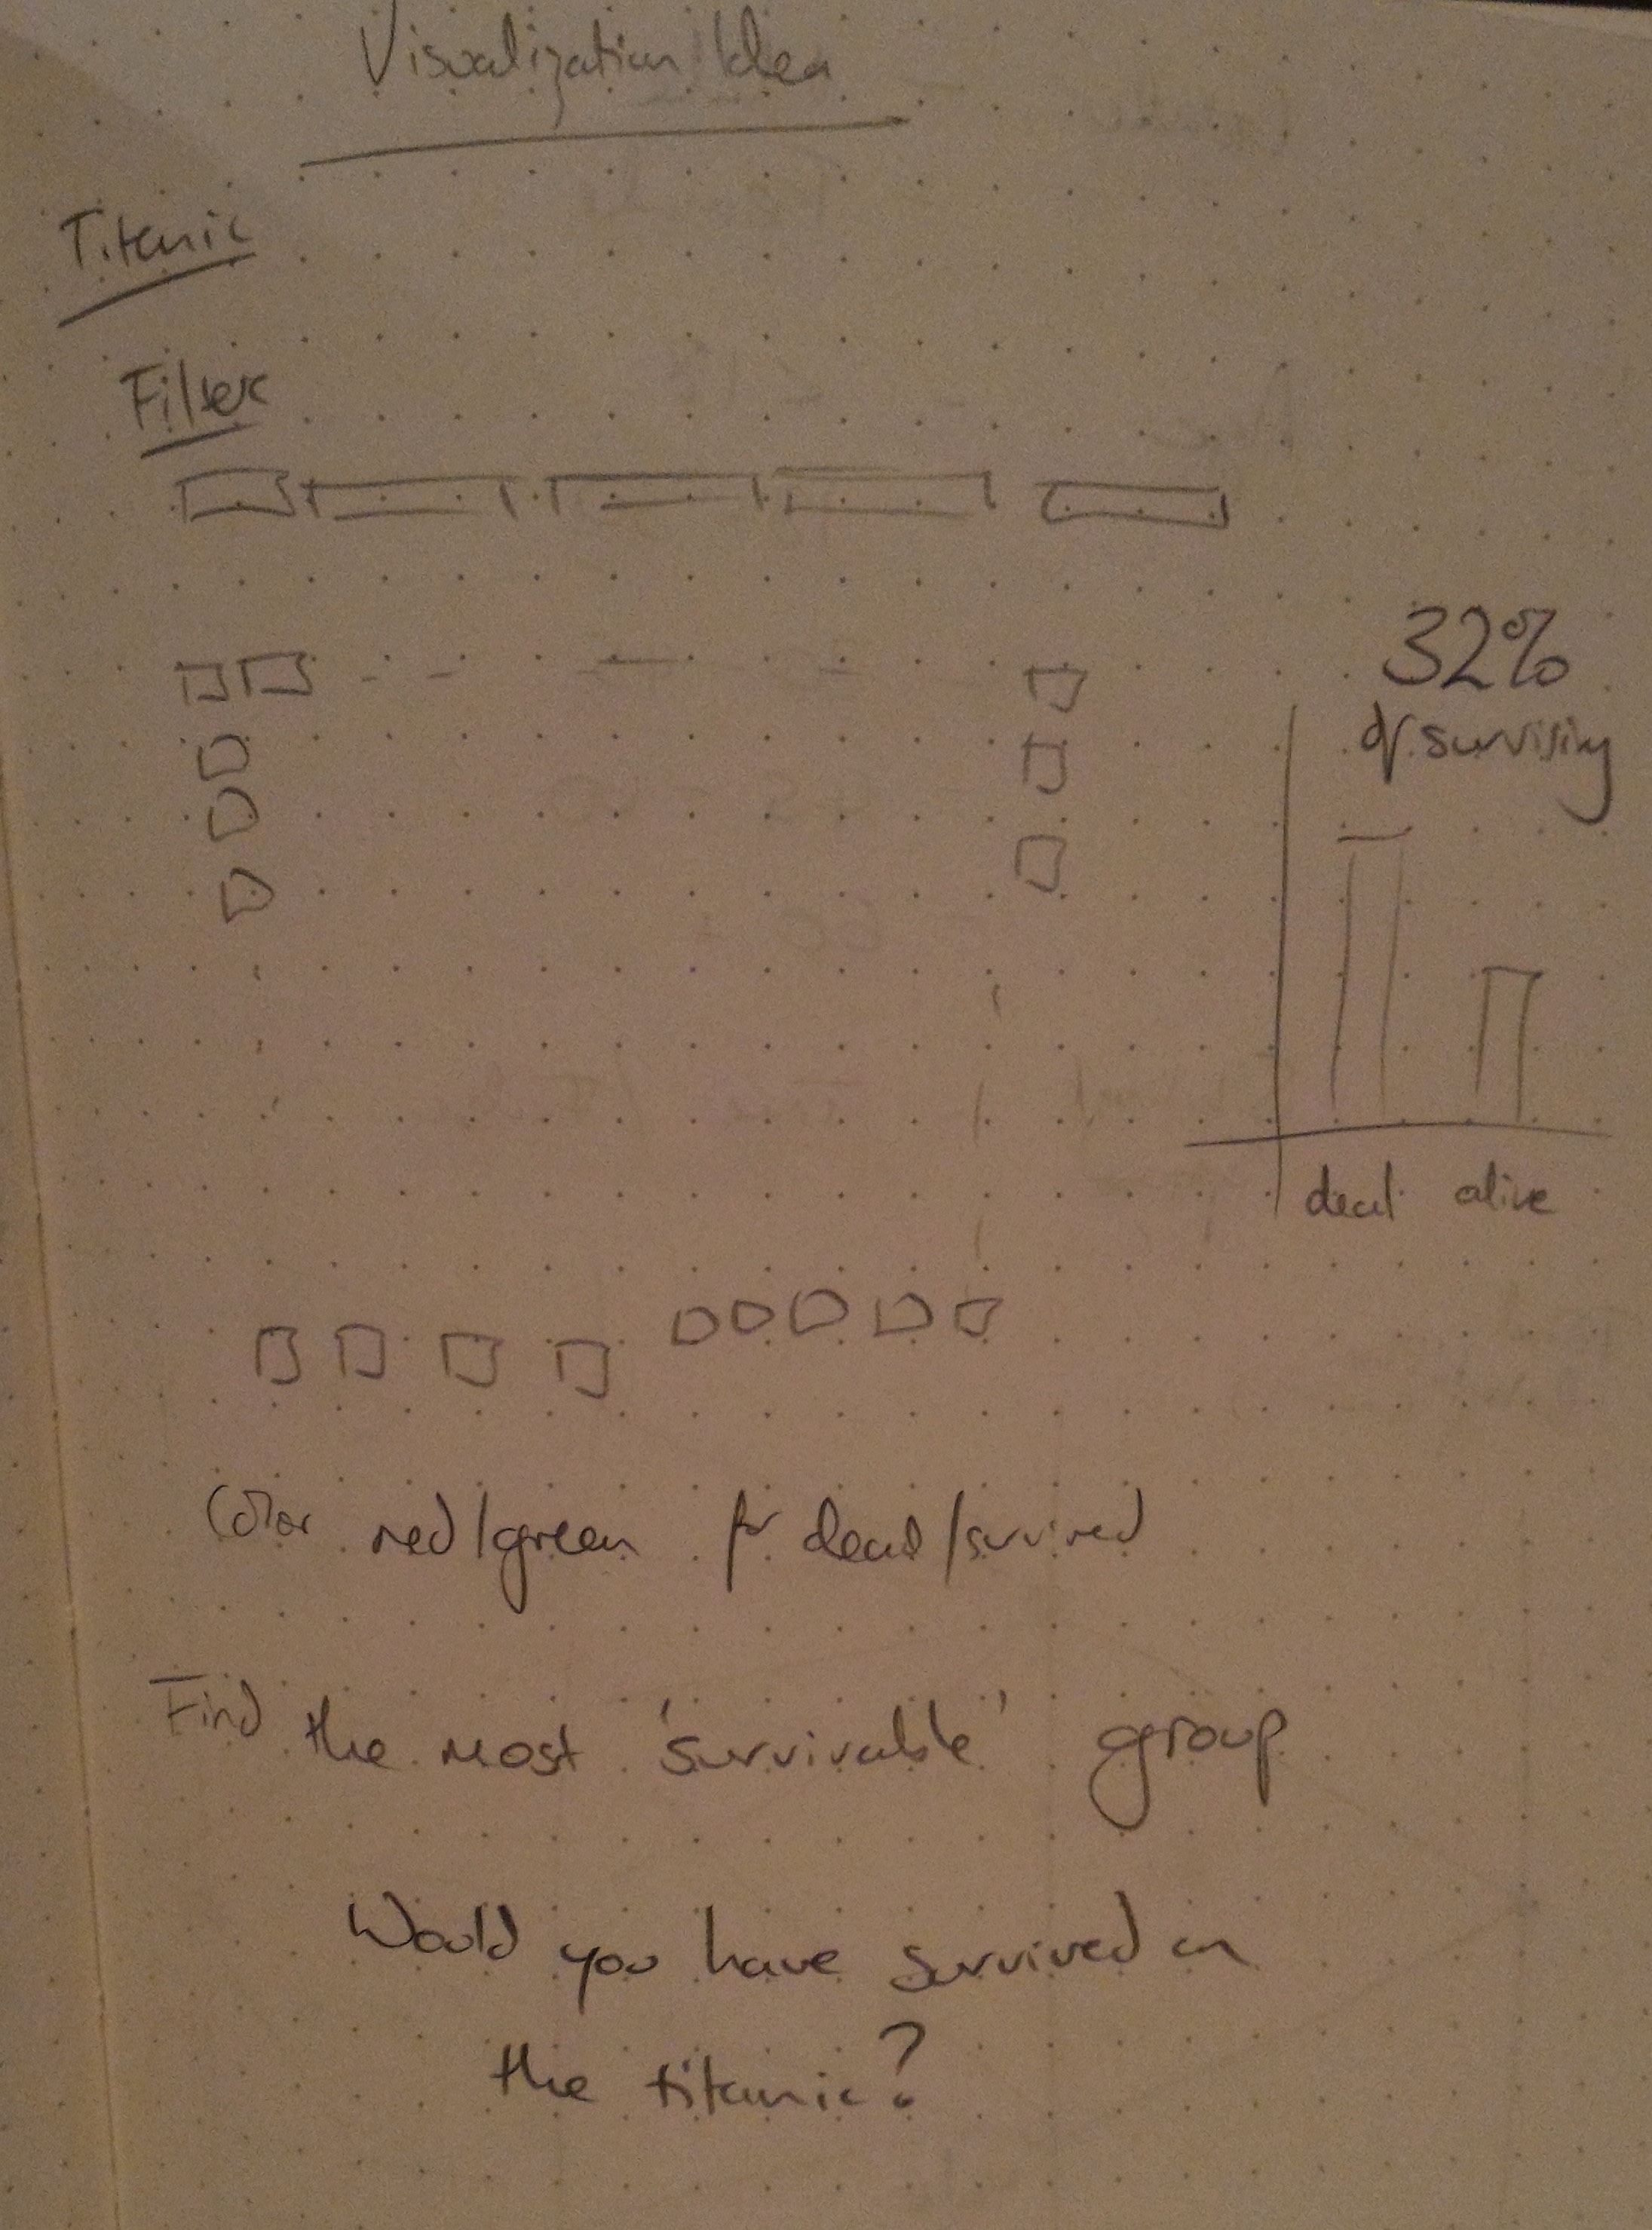 Visualization Idea
Titanic
Filter
32%
of surviving
dead alive
Color red/green for dead/survived
Find the most 'survivable' group
Would you have survived on
the titanic?